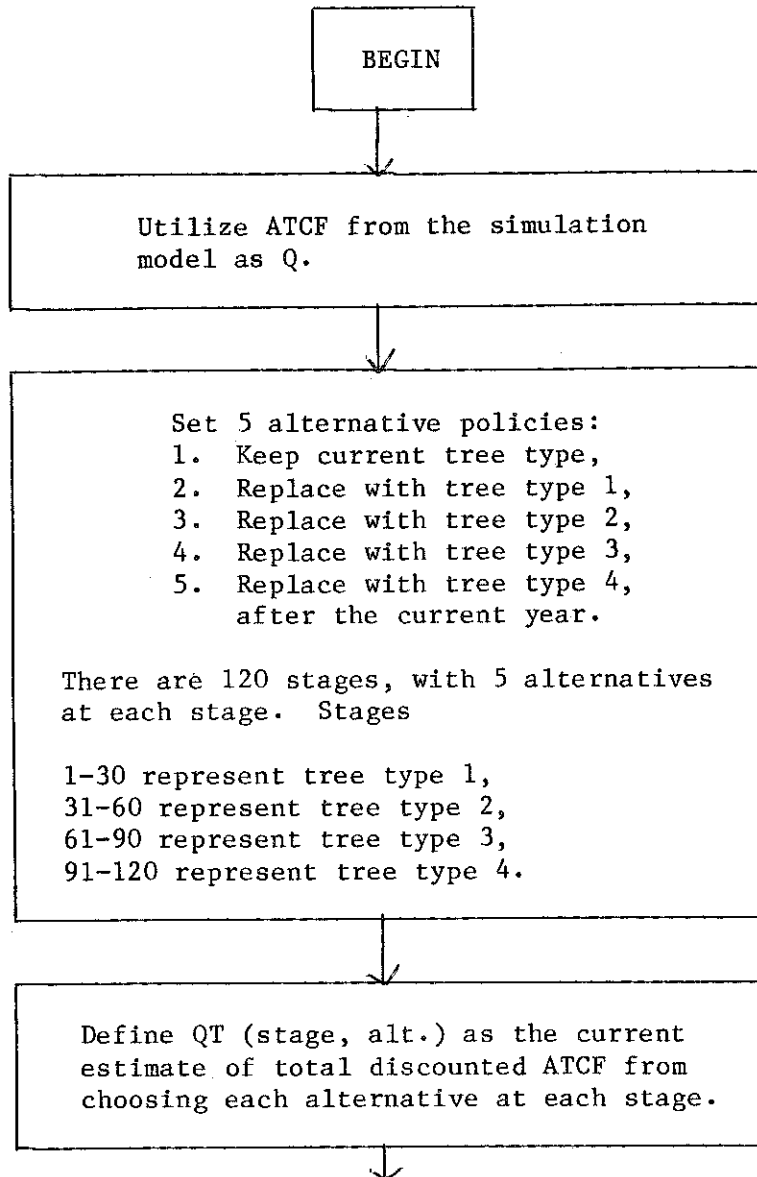 BEGIN
Utilize ATCF from the simulation
model as Q.
Set 5 alternative policies:
1. Keep current tree type,
2. Replace with tree type 1,
3. Replace with tree type 2,
4. Replace with tree type 3,
5. Replace with tree type 4,
after the current year.
There are 120 stages, with 5 alternatives
at each stage. Stages
1-30 represent tree type 1,
31-60 represent tree type 2,
61-90 represent tree type 3,
91-120 represent tree type 4.
Define QT (stage, alt.) as the current
estimate of total discounted ATCF from
choosing each alternative at each stage.